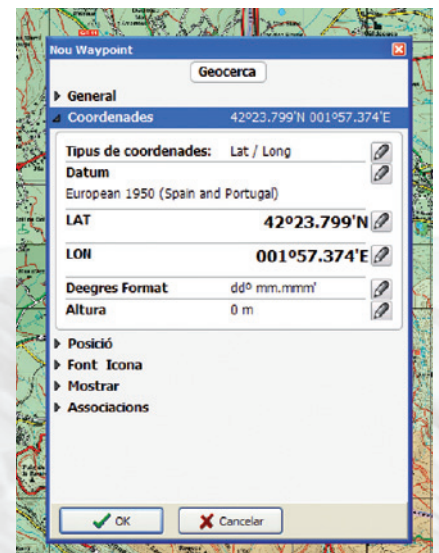 Nou Waypoint
Geocerca
General
Coordenades 42º23.799'N 001º57.374'E
Tipus de coordenades: Lat / Long
Datum
European 1950 (Spain and Portugal)
LAT 42º23.799'N
LON 001º57.374'E
Deegres Format ddº mm.mmm'
Altura 0 m
Posició
Font Icona
Mostrar
Associacions
OK Cancelar